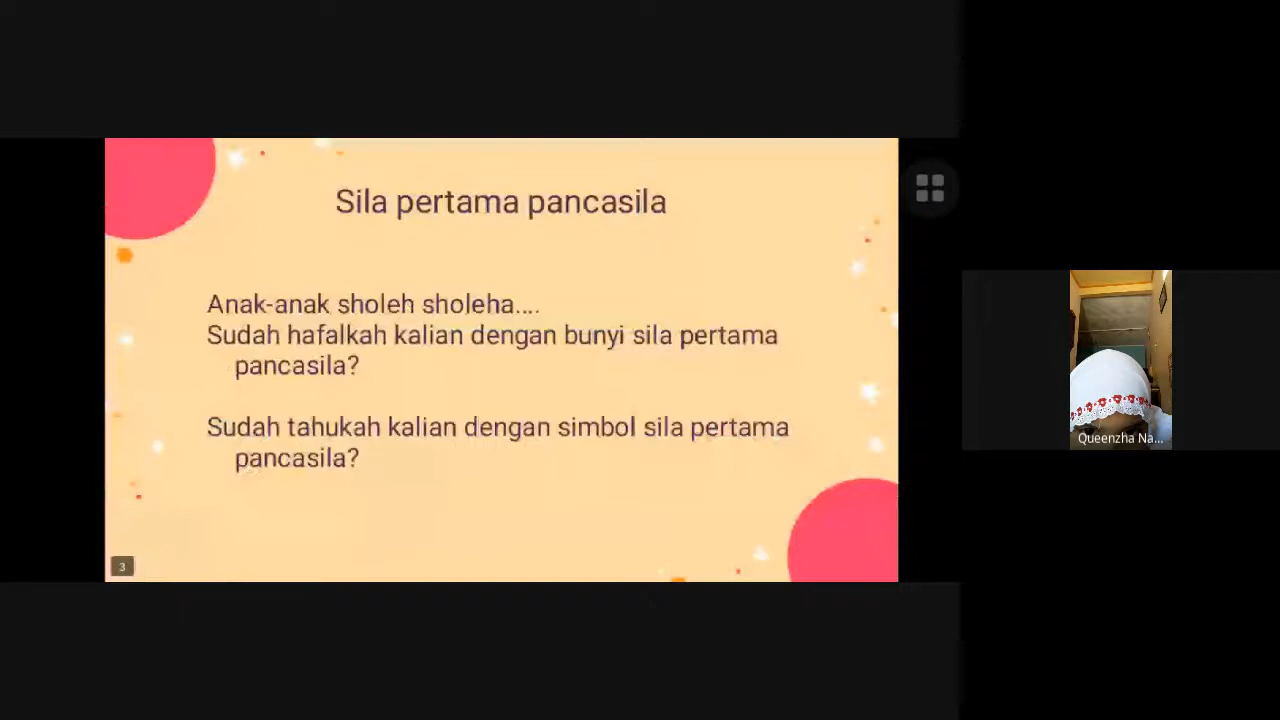 Sila pertama pancasila
Anak-anak sholeh sholeha....
Sudah hafalkah kalian dengan bunyi sila pertama
pancasila?
Sudah tahukah kalian dengan simbol sila pertama
pancasila?
3
Queenzha Na...